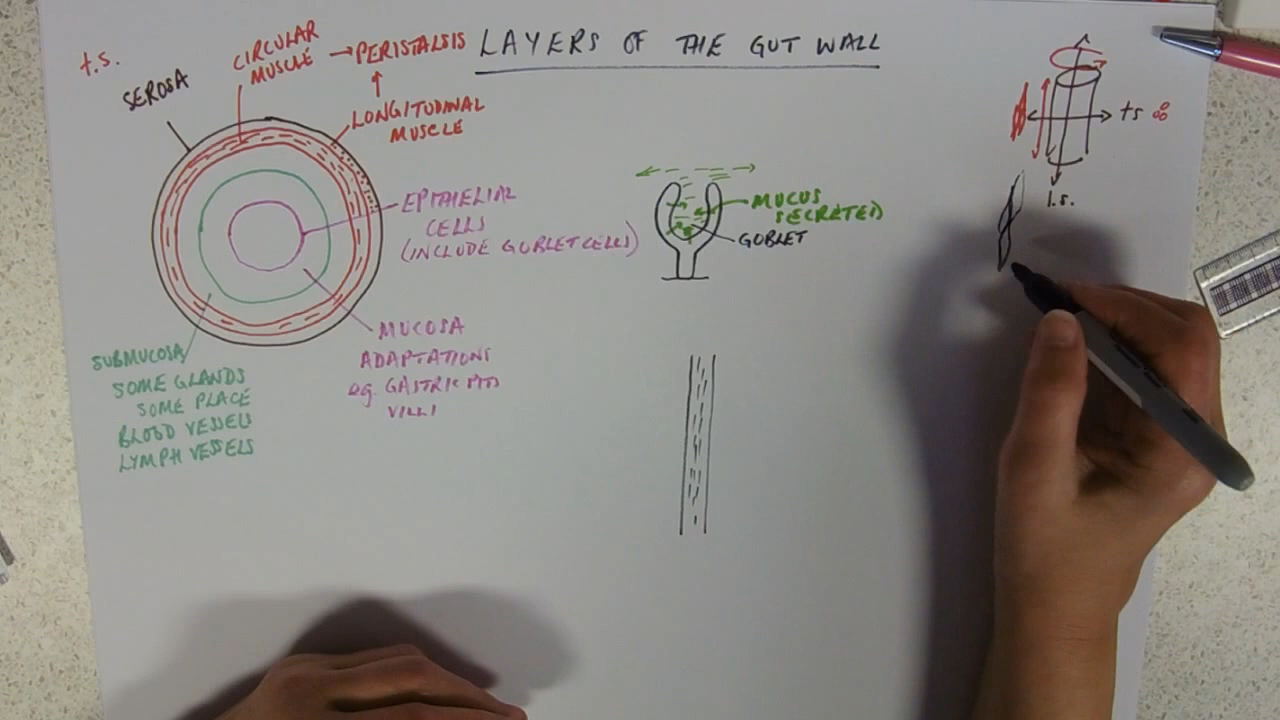 LAYERS OF THE GUT WALL
t.s.
SEROSA
CIRCULAR
MUSCLE
→PERISTALSIS
LONGITUDINAL
MUSCLE
EPITHELIAL
CELLS
(INCLUDE GOBLET CELLS)
MUCOSA
ADAPTATIONS
eg. GASTRIC PITS
VILLI
SUBMUCOSA
SOME GLANDS
SOME PLACE
BLOOD VESSELS
LYMPH VESSELS
MUCUS
SECRETED
GOBLET
ts
l.s.